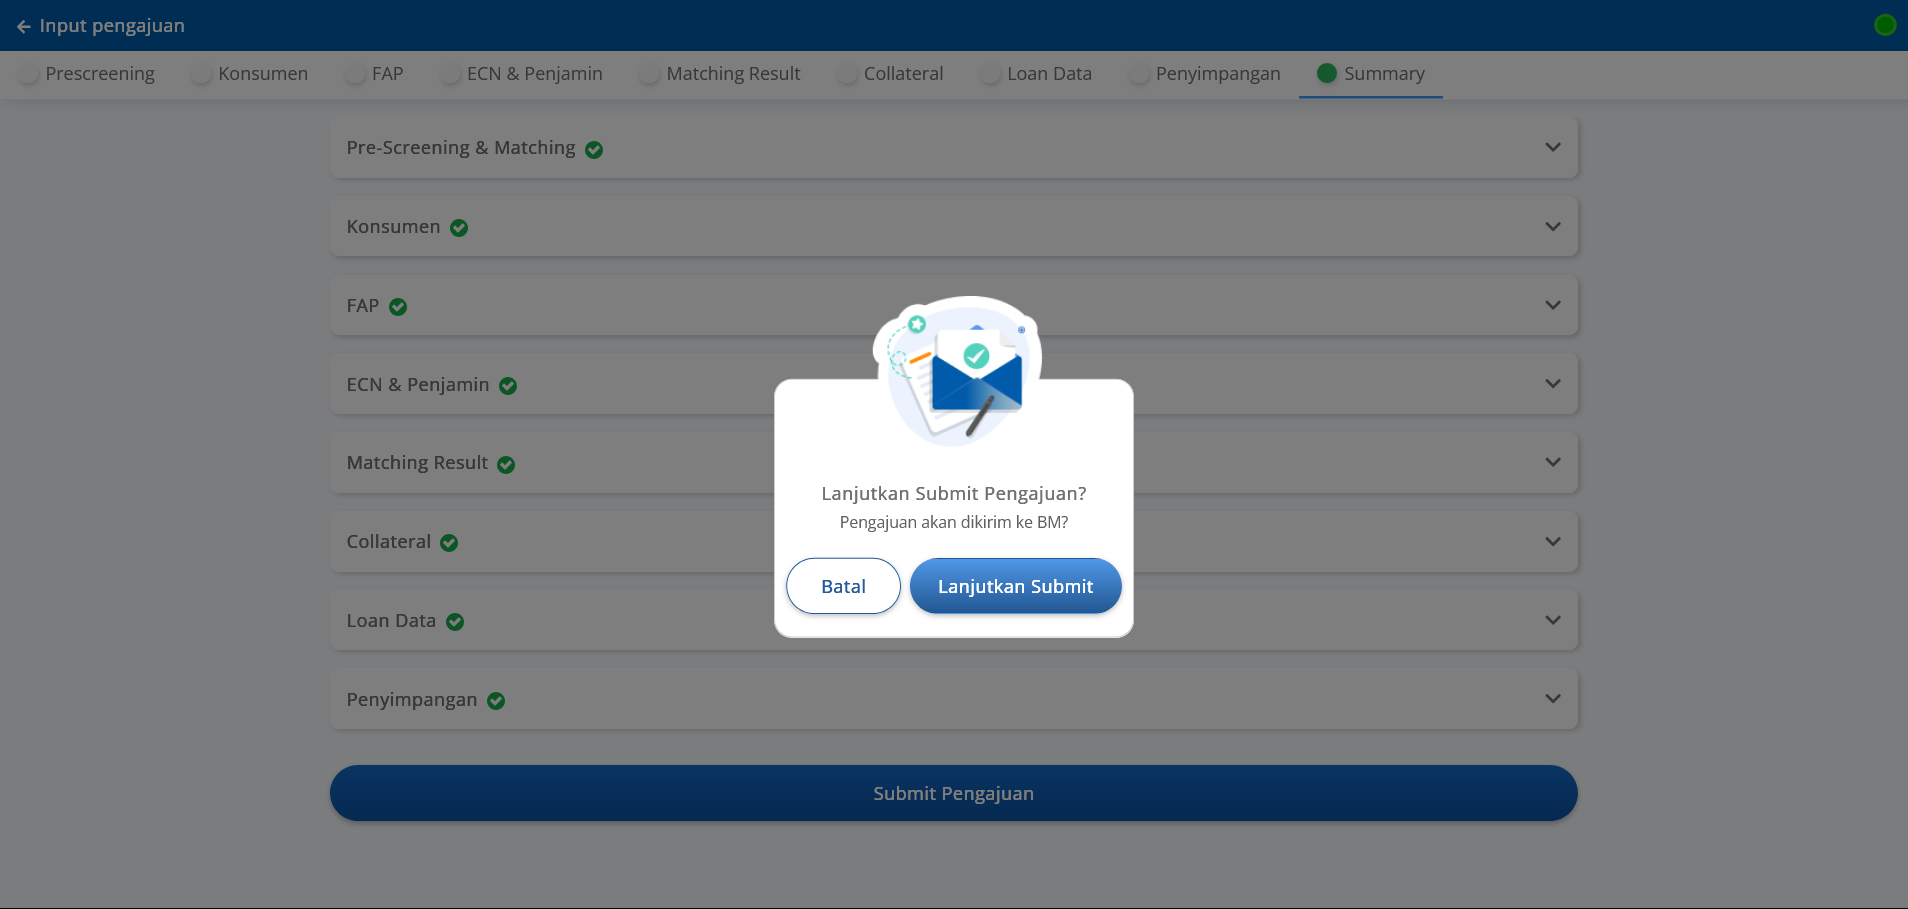 Input pengajuan
Prescreening
Konsumen
FAP
ECN & Penjamin
Matching Result
Collateral
Loan Data
Penyimpangan
Summary
Pre-Screening & Matching
Konsumen
FAP
ECN & Penjamin
Matching Result
Collateral
Loan Data
Penyimpangan
Lanjutkan Submit Pengajuan?
Pengajuan akan dikirim ke BM?
Batal
Lanjutkan Submit
Submit Pengajuan